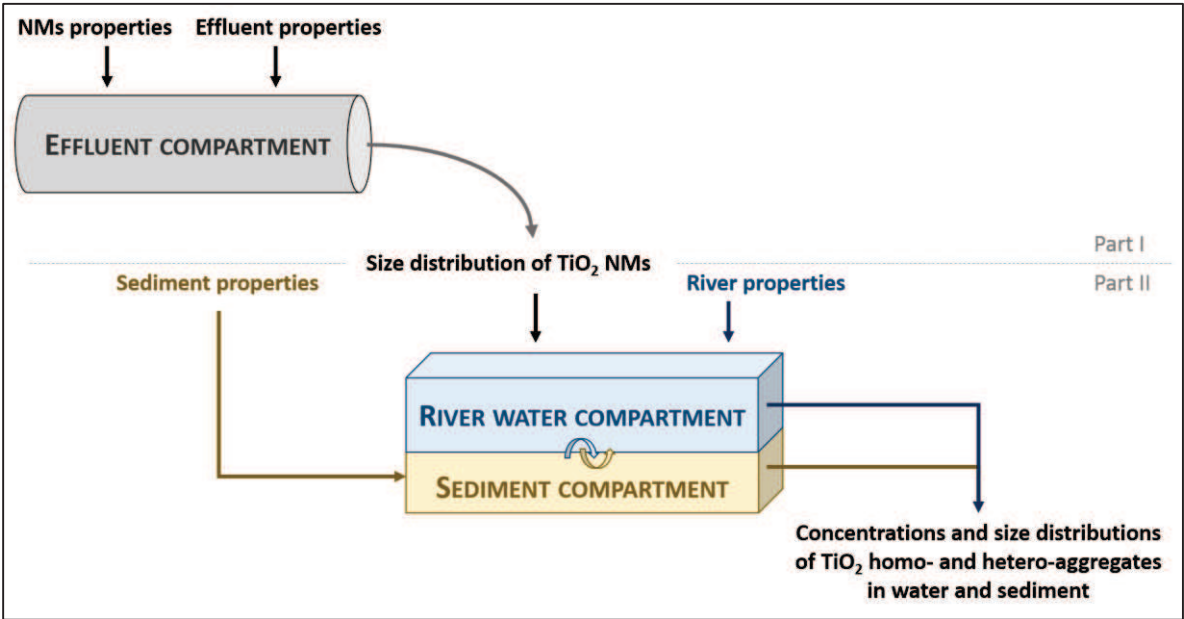 NMs properties Effluent properties
EFFLUENT COMPARTMENT
Part I
Size distribution of TiO₂ NMs
Sediment properties
River properties
Part II
RIVER WATER COMPARTMENT
SEDIMENT COMPARTMENT
Concentrations and size distributions
of TiO₂ homo- and hetero-aggregates
in water and sediment